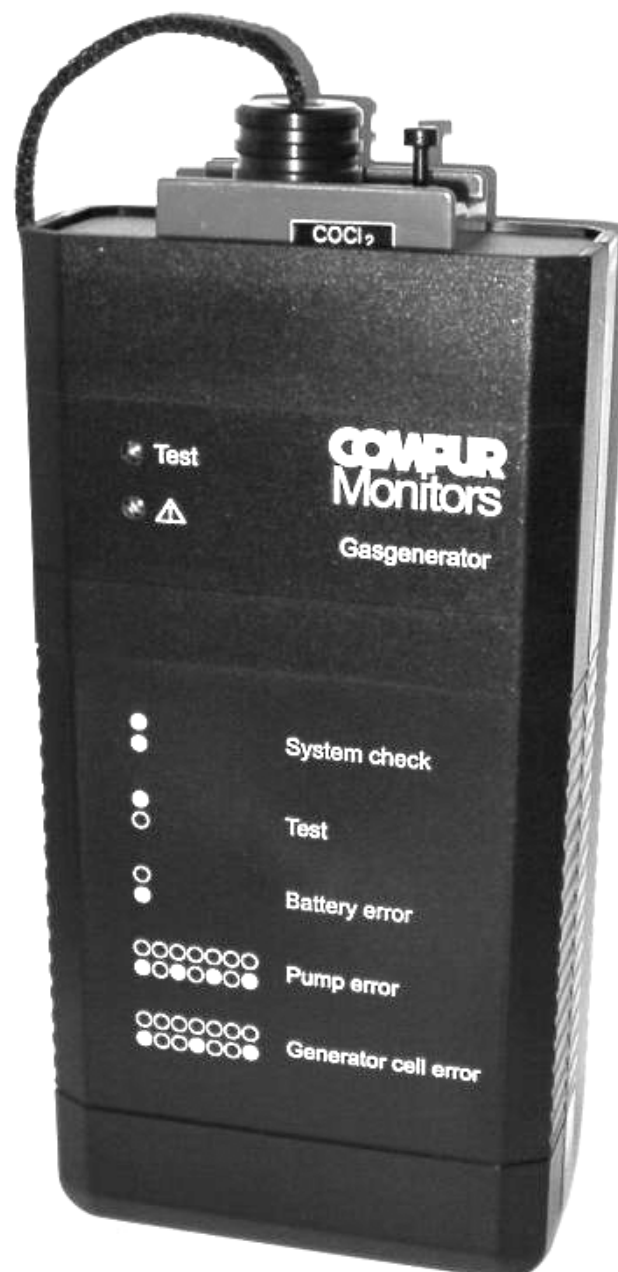 COCl₂
Test
COMPUR
Monitors
Gasgenerator
System check
Test
Battery error
Pump error
Generator cell error